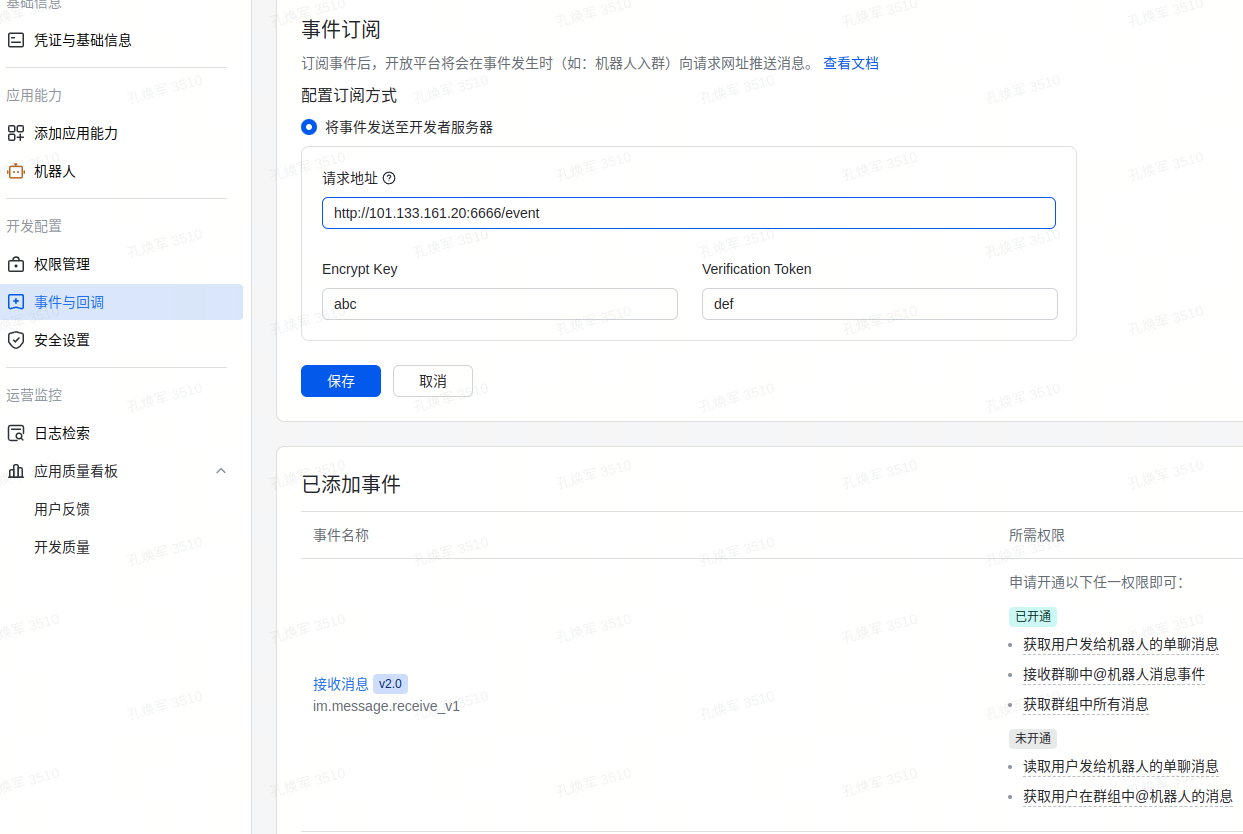 基础信息
凭证与基础信息
应用能力
添加应用能力
机器人
开发配置
权限管理
事件与回调
安全设置
运营监控
日志检索
应用质量看板
用户反馈
开发质量
事件订阅
订阅事件后，开放平台将会在事件发生时（如：机器人入群）向请求网址推送消息。 查看文档
配置订阅方式
将事件发送至开发者服务器
请求地址
http://101.133.161.20:6666/event
Encrypt Key
Verification Token
abc
def
保存
取消
已添加事件
事件名称
所需权限
接收消息 v2.0
im.message.receive_v1
申请开通以下任一权限即可：
已开通
获取用户发给机器人的单聊消息
接收群聊中@机器人消息事件
获取群组中所有消息
未开通
读取用户发给机器人的单聊消息
获取用户在群组中@机器人的消息
孔焕军 3510